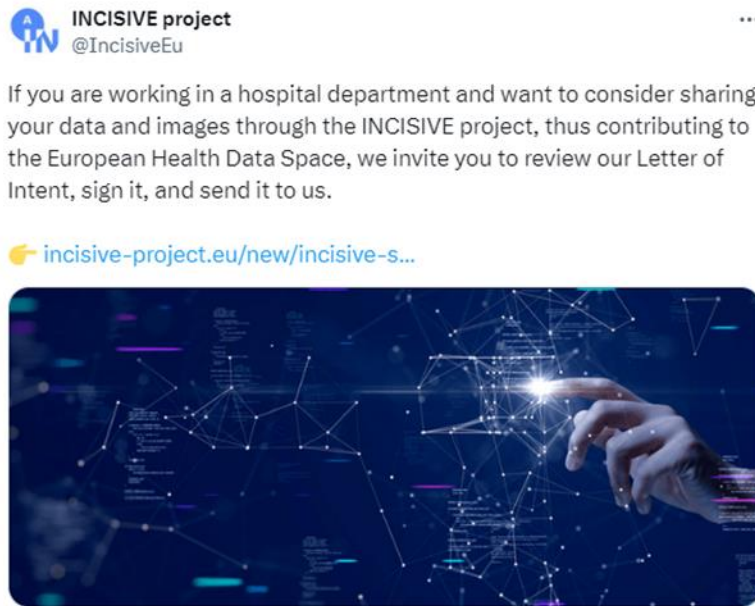 INCISIVE project
@IncisiveEu
If you are working in a hospital department and want to consider sharing
your data and images through the INCISIVE project, thus contributing to
the European Health Data Space, we invite you to review our Letter of
Intent, sign it, and send it to us.
👉 incisive-project.eu/new/incisive-s...